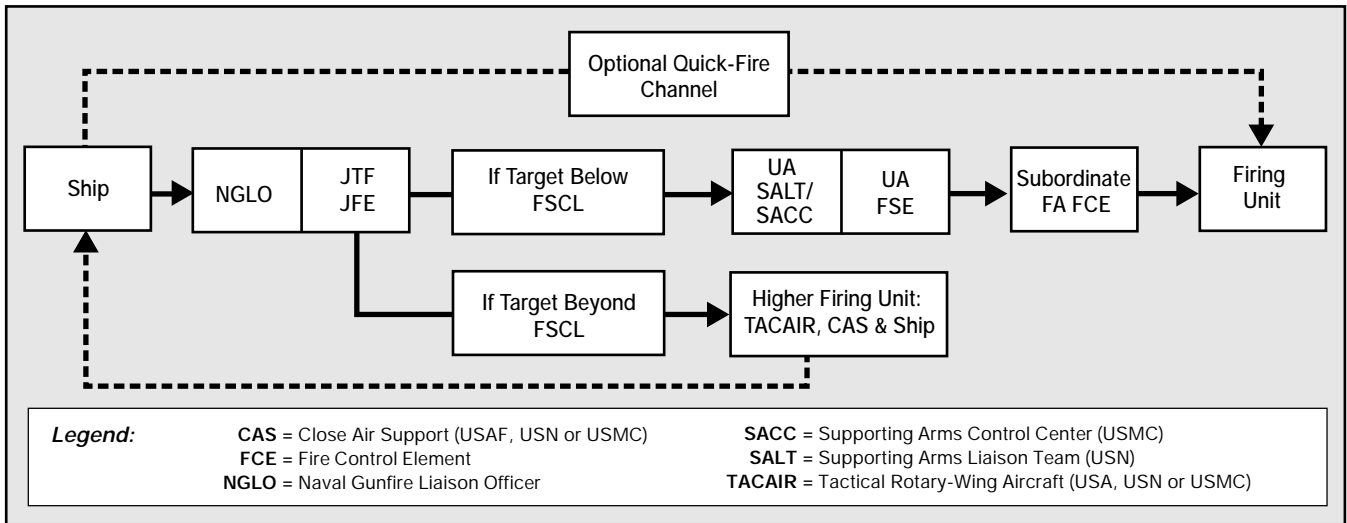 Optional Quick-Fire
Channel
Ship
NGLO
JTF
JFE
If Target Below
FSCL
UA
SALT/
SACC
UA
FSE
Subordinate
FA FCE
Firing
Unit
If Target Beyond
FSCL
Higher Firing Unit:
TACAIR, CAS & Ship
Legend:
CAS = Close Air Support (USAF, USN or USMC)
FCE = Fire Control Element
NGLO = Naval Gunfire Liaison Officer
SACC = Supporting Arms Control Center (USMC)
SALT = Supporting Arms Liaison Team (USN)
TACAIR = Tactical Rotary-Wing Aircraft (USA, USN or USMC)